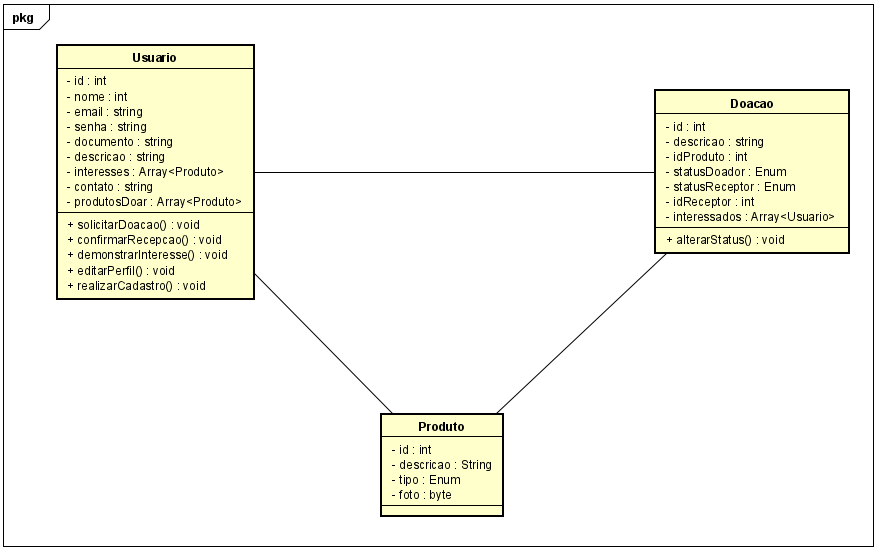 pkg
Usuario
- id : int
- nome : int
- email : string
- senha : string
- documento : string
- descricao : string
- interesses : Array<Produto>
- contato : string
- produtosDoar : Array<Produto>
+ solicitarDoacao() : void
+ confirmarRecepcao() : void
+ demonstrarInteresse() : void
+ editarPerfil() : void
+ realizarCadastro() : void
Doacao
- id : int
- descricao : string
- idProduto : int
- statusDoador : Enum
- statusReceptor : Enum
- idReceptor : int
- interessados : Array<Usuario>
+ alterarStatus() : void
Produto
- id : int
- descricao : String
- tipo : Enum
- foto : byte